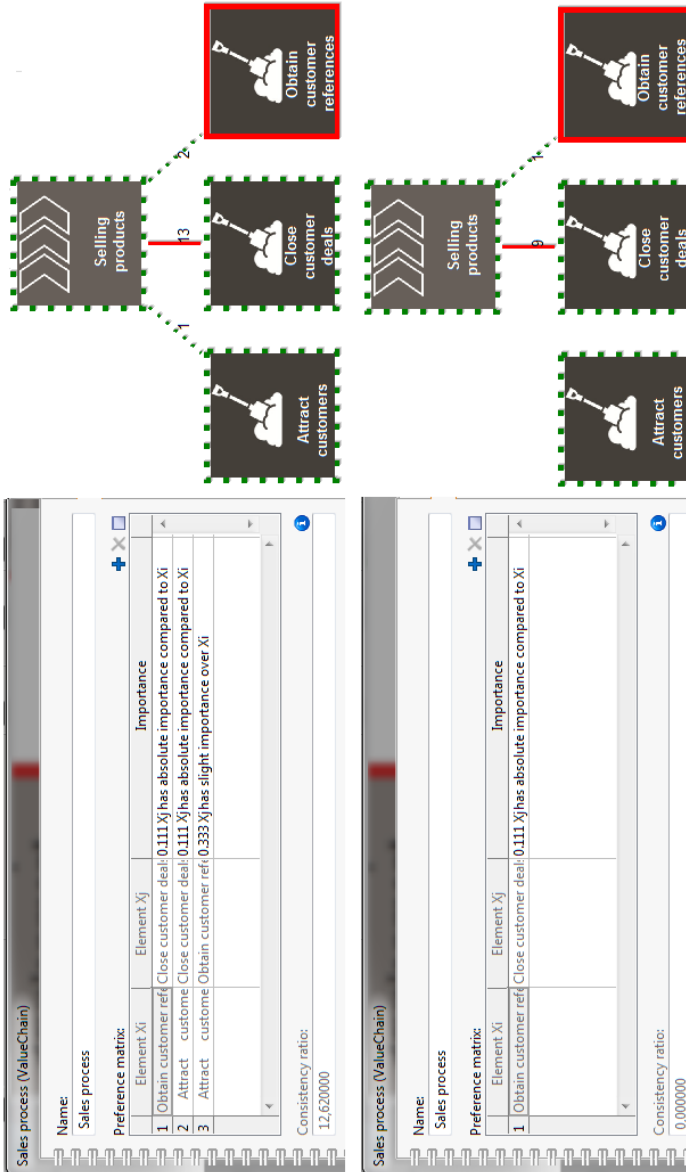 Sales process (ValueChain)
Name:
Sales process
Preference matrix:
Element Xi Element Xj Importance
1 Obtain customer refe Close customer deal: 0.111 Xj has absolute importance compared to Xi
2 Attract custome Close customer deal: 0.111 Xj has absolute importance compared to Xi
3 Attract custome Obtain customer refe 0.333 Xj has slight importance over Xi
Consistency ratio:
12,620000
Selling
products
1
13
2
Attract
customers
Close
customer
deals
Obtain
customer
references
Sales process (ValueChain)
Name:
Sales process
Preference matrix:
Element Xi Element Xj Importance
1 Obtain customer refe Close customer deal: 0.111 Xj has absolute importance compared to Xi
Consistency ratio:
0.000000
Selling
products
9
1
Attract
customers
Close
customer
deals
Obtain
customer
references